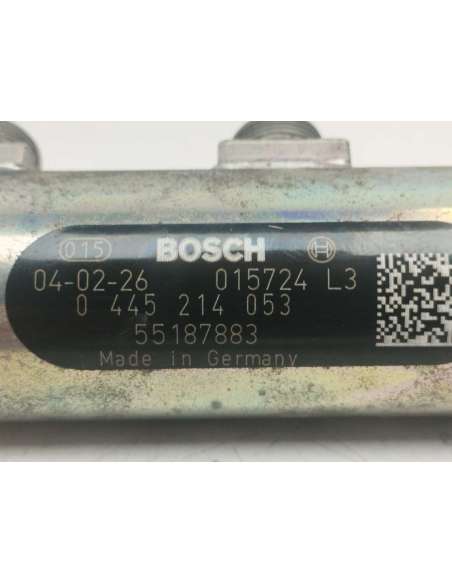 015 BOSCH
04-02-26 015724 L3
0 445 214 053
55187883
Made in Germany